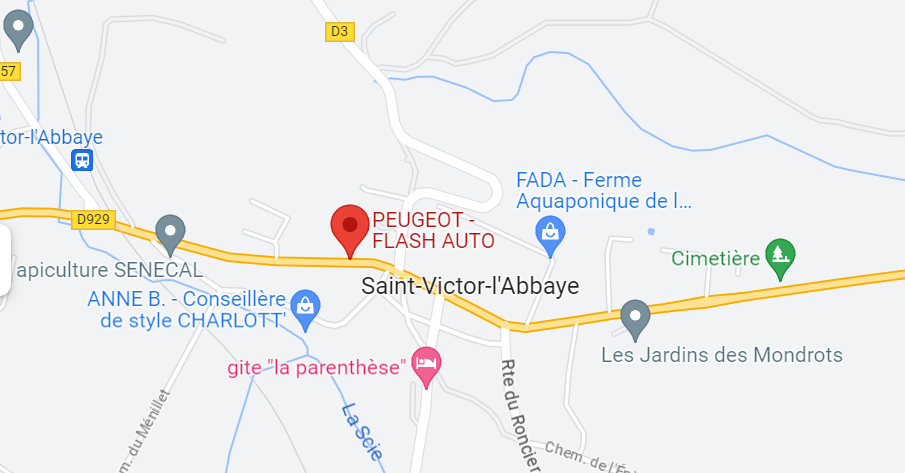 D3
57
tor-l'Abbaye
FADA - Ferme
Aquaponique de l...
D929
PEUGEOT -
FLASH AUTO
Cimetière
apiculture SENECAL
Saint-Victor-l'Abbaye
ANNE B. - Conseillère
de style CHARLOTT'
Les Jardins des Mondrots
gite "la parenthèse"
La Scie
Rte du Roncier
m. du Ménillet
Chem. de l'É